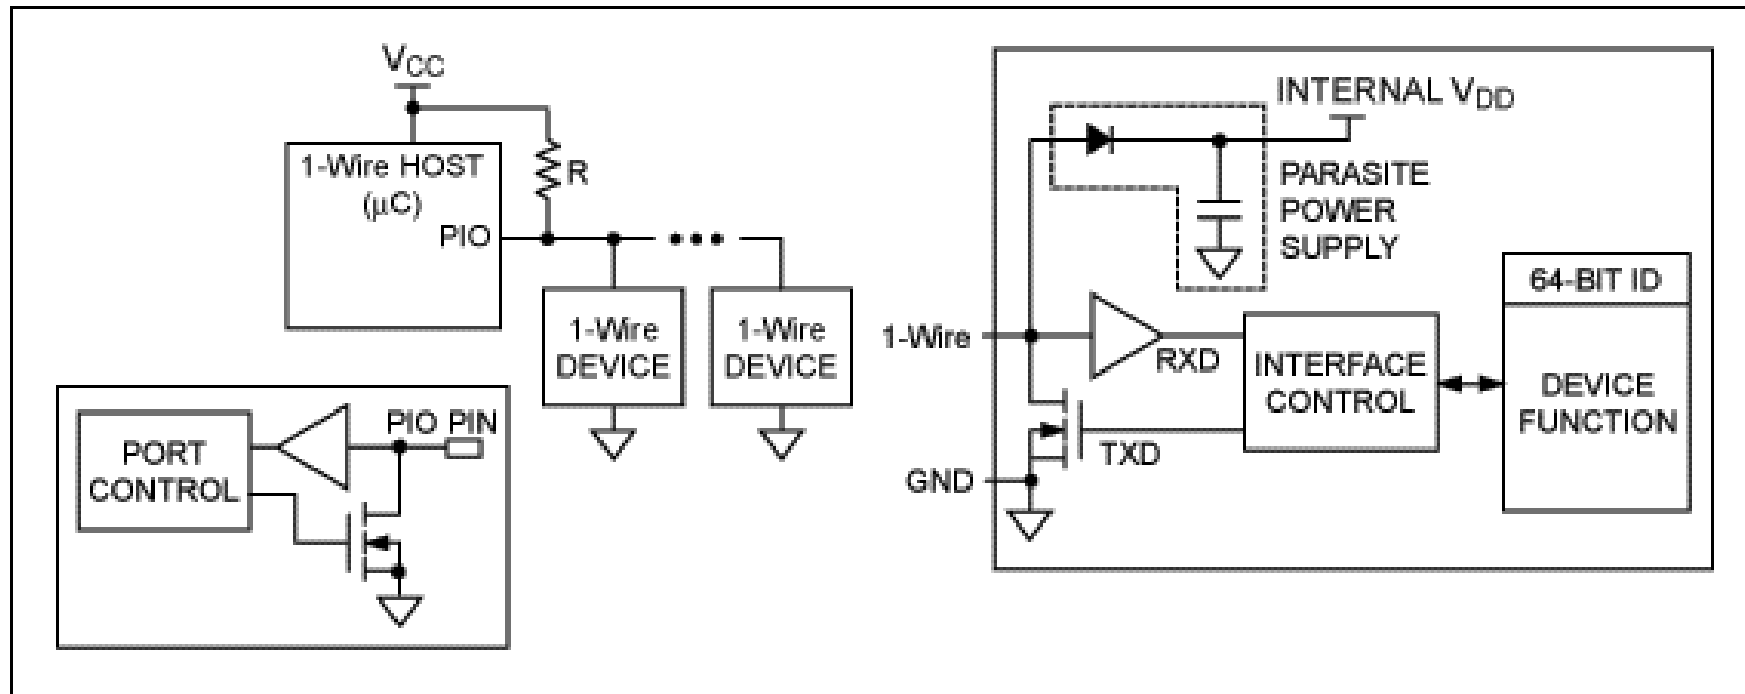 VCC
1-Wire HOST
(µC)
R
PIO
1-Wire
DEVICE
1-Wire
DEVICE
PIO PIN
PORT
CONTROL
INTERNAL VDD
PARASITE
POWER
SUPPLY
64-BIT ID
1-Wire
RXD
INTERFACE
CONTROL
DEVICE
FUNCTION
TXD
GND